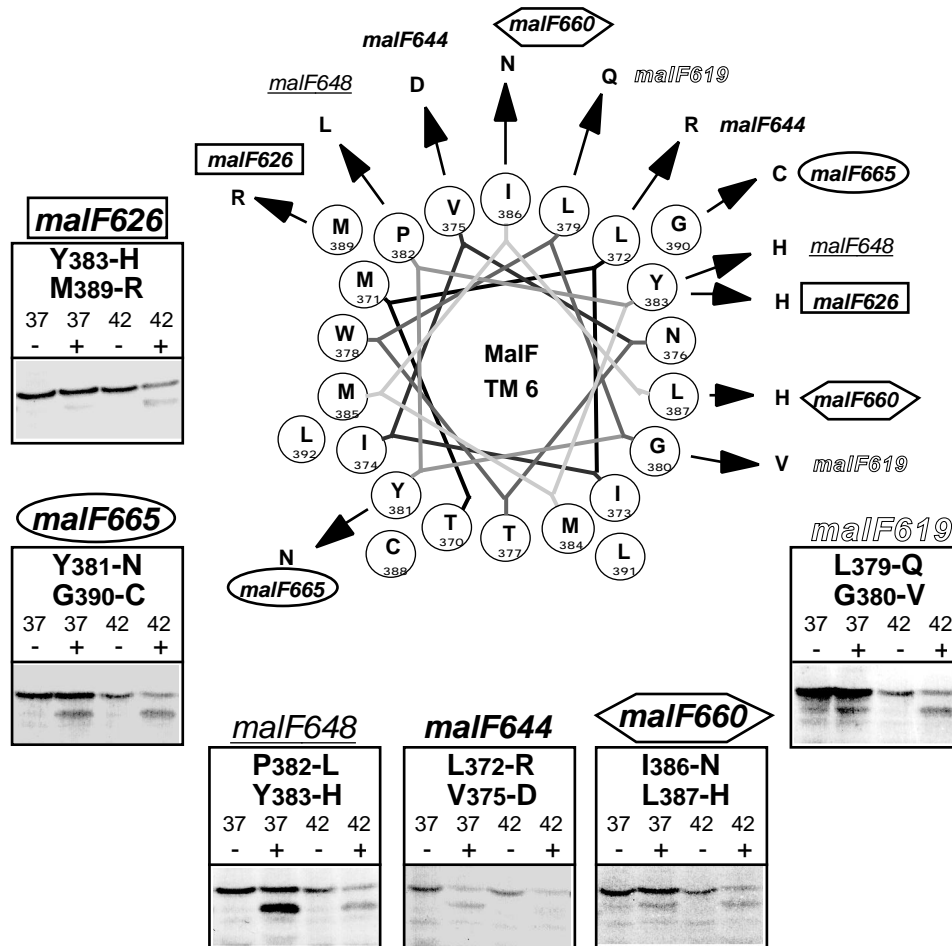 malF660
malF644
N
Q malF619
malF648
D
L
R malF644
malF626
C malF665
R
M 389
P 382
V 375
I 386
L 379
L 372
G 390
malF626
Y383-H
M389-R
37 37 42 42
- + - +
M 371
Y 383
H malF648
H malF626
W 378
MalF
TM 6
N 376
M 385
L 387
H malF660
L 392
I 374
G 380
V malF619
Y 381
I 373
T 370
T 377
M 384
C 388
L 391
N
malF665
malF665
Y381-N
G390-C
37 37 42 42
- + - +
malF619
L379-Q
G380-V
37 37 42 42
- + - +
malF648
P382-L
Y383-H
37 37 42 42
- + - +
malF644
L372-R
V375-D
37 37 42 42
- + - +
malF660
I386-N
L387-H
37 37 42 42
- + - +